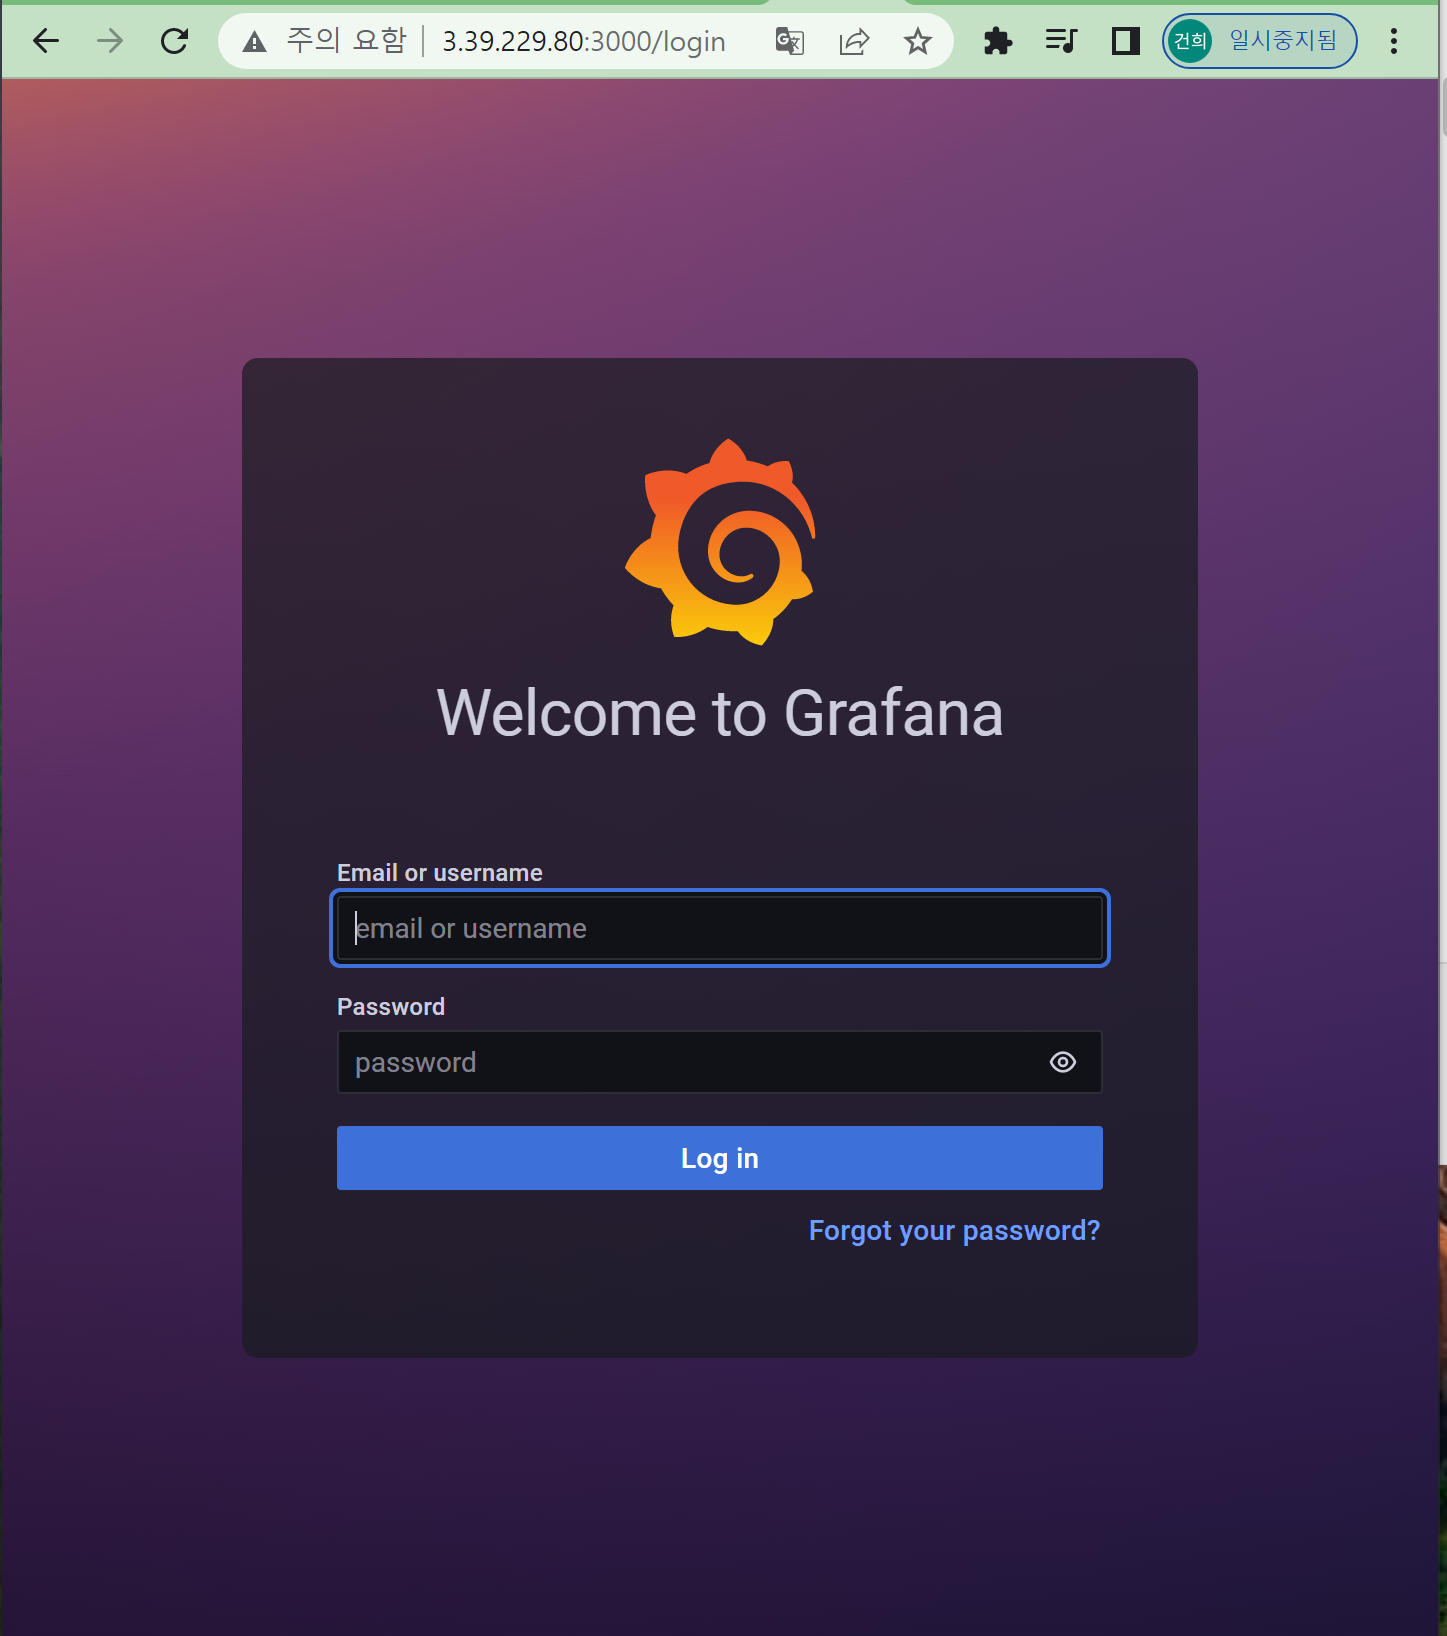 주의 요함 3.39.229.80:3000/login 건희 일시중지됨
Welcome to Grafana
Email or username
email or username
Password
password
Log in
Forgot your password?